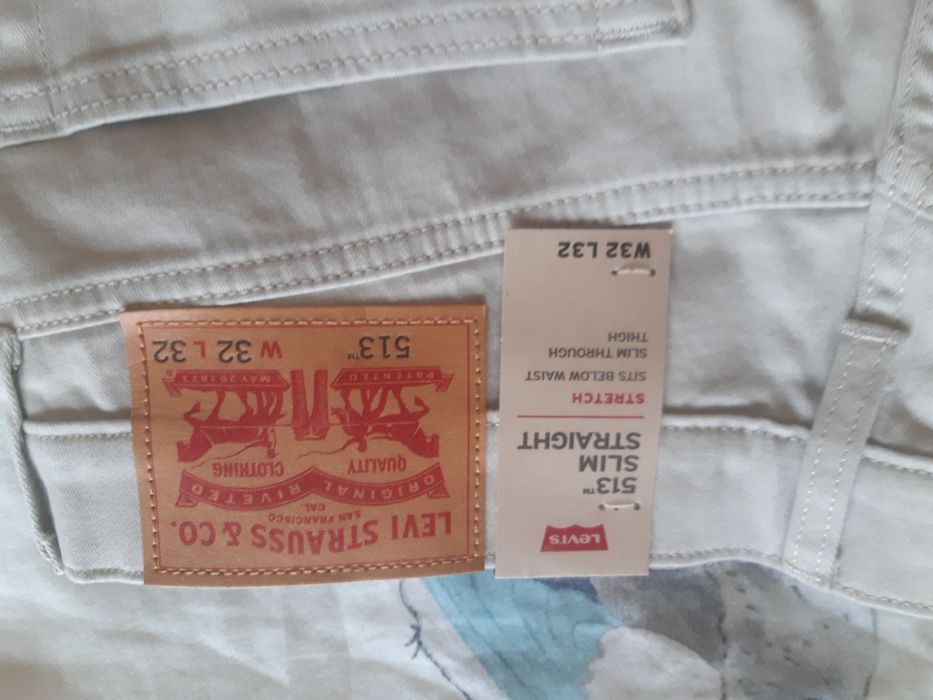 LEVI STRAUSS & CO.
SAN FRANCISCO
CAL.
ORIGINAL RIVETED
QUALITY CLOTHING
PATENTED MAY 20 1873
®
513™ W 32 L 32
LEVI'S
513™
SLIM
STRAIGHT
STRETCH
SITS BELOW WAIST
SLIM THROUGH
THIGH
W32 L32